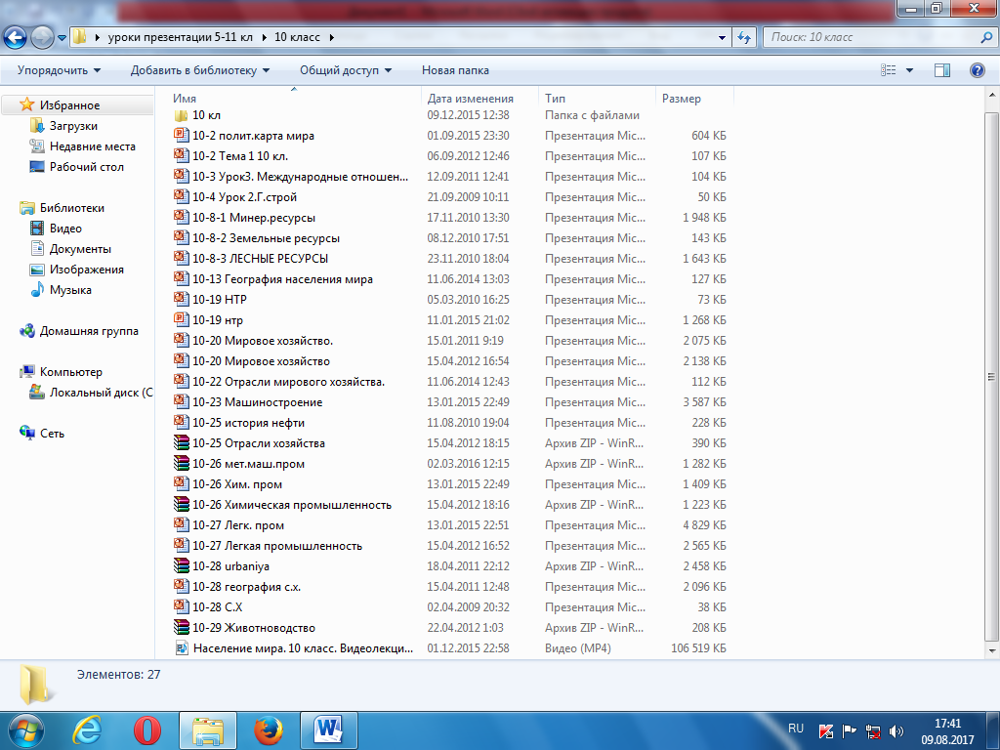 уроки презентации 5-11 кл ▸ 10 класс
Поиск: 10 класс
Упорядочить Добавить в библиотеку Общий доступ Новая папка
Избранное
Загрузки
Недавние места
Рабочий стол
Библиотеки
Видео
Документы
Изображения
Музыка
Домашняя группа
Компьютер
Локальный диск (C
Сеть
Имя Дата изменения Тип Размер
10 кл 09.12.2015 12:38 Папка с файлами
10-2 полит.карта мира 01.09.2015 23:30 Презентация Mic... 604 КБ
10-2 Тема 1 10 кл. 06.09.2012 12:46 Презентация Mic... 107 КБ
10-3 Урок3. Международные отношен... 12.09.2011 12:41 Презентация Mic... 104 КБ
10-4 Урок 2.Г.строй 21.09.2009 10:11 Презентация Mic... 50 КБ
10-8-1 Минер.ресурсы 17.11.2010 13:30 Презентация Mic... 1 948 КБ
10-8-2 Земельные ресурсы 08.12.2010 17:51 Презентация Mic... 143 КБ
10-8-3 ЛЕСНЫЕ РЕСУРСЫ 23.11.2010 18:04 Презентация Mic... 1 643 КБ
10-13 География населения мира 11.06.2014 13:03 Презентация Mic... 127 КБ
10-19 НТР 05.03.2010 16:25 Презентация Mic... 73 КБ
10-19 нтр 11.01.2015 21:02 Презентация Mic... 1 268 КБ
10-20 Мировое хозяйство. 15.01.2011 9:19 Презентация Mic... 2 075 КБ
10-20 Мировое хозяйство 15.04.2012 16:54 Презентация Mic... 2 138 КБ
10-22 Отрасли мирового хозяйства. 11.06.2014 12:43 Презентация Mic... 112 КБ
10-23 Машиностроение 13.01.2015 22:49 Презентация Mic... 3 587 КБ
10-25 история нефти 11.08.2010 19:04 Презентация Mic... 228 КБ
10-25 Отрасли хозяйства 15.04.2012 18:15 Архив ZIP - WinR... 390 КБ
10-26 мет.маш.пром 02.03.2016 12:15 Архив ZIP - WinR... 1 282 КБ
10-26 Хим. пром 13.01.2015 22:49 Презентация Mic... 1 409 КБ
10-26 Химическая промышленность 15.04.2012 18:16 Архив ZIP - WinR... 1 223 КБ
10-27 Легк. пром 13.01.2015 22:51 Презентация Mic... 4 829 КБ
10-27 Легкая промышленность 15.04.2012 16:52 Презентация Mic... 2 565 КБ
10-28 urbaniya 18.04.2011 22:12 Архив ZIP - WinR... 2 458 КБ
10-28 география с.х. 15.04.2011 12:48 Презентация Mic... 2 096 КБ
10-28 С.Х 02.04.2009 20:32 Презентация Mic... 38 КБ
10-29 Животноводство 22.04.2012 1:03 Архив ZIP - WinR... 208 КБ
Население мира. 10 класс. Видеолекци... 01.12.2015 22:58 Видео (MP4) 106 519 КБ
Элементов: 27
RU
17:41
09.08.2017